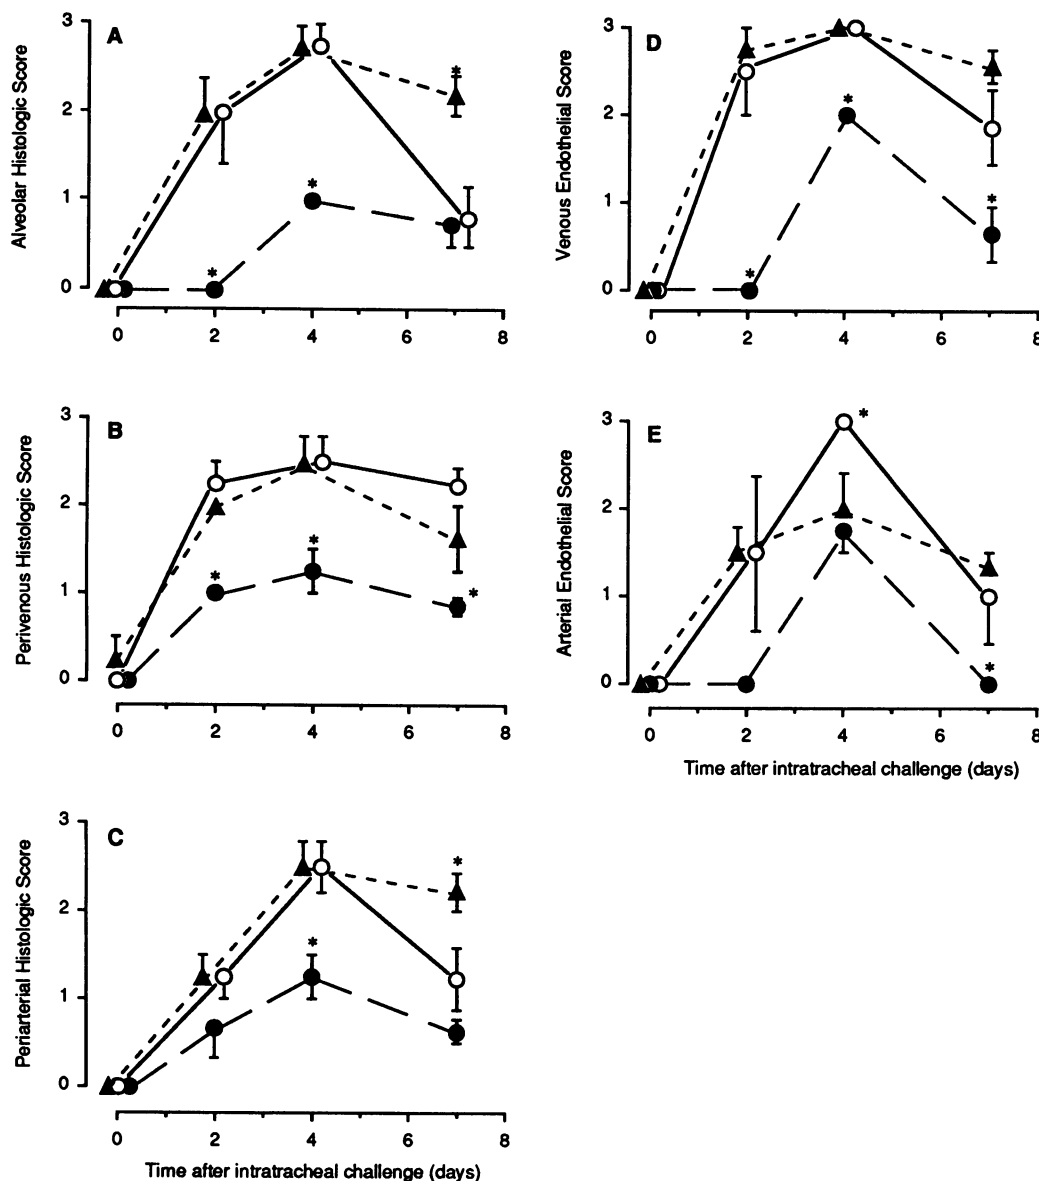 A
Alveolar Histologic Score
3
2
1
0
*
*
*
0 2 4 6 8
D
Venous Endothelial Score
3
2
1
0
*
*
*
0 2 4 6 8
B
Perivenous Histologic Score
3
2
1
0
*
*
*
0 2 4 6 8
E
Arterial Endothelial Score
3
2
1
0
*
*
0 2 4 6 8
Time after intratracheal challenge (days)
C
Periarterial Histologic Score
3
2
1
0
*
*
0 2 4 6 8
Time after intratracheal challenge (days)